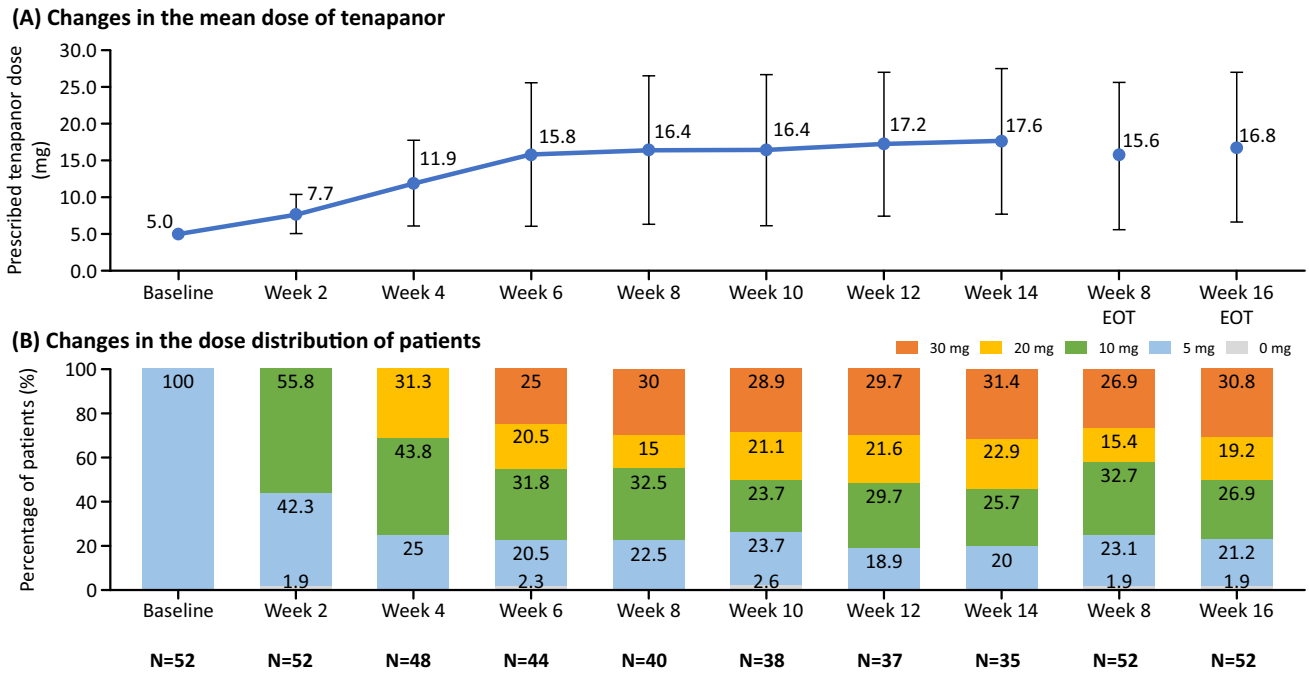 (A) Changes in the mean dose of tenapanor
Prescribed tenapanor dose
(mg)
30.0
25.0
20.0
15.0
10.0
5.0
0.0
5.0
7.7
11.9
15.8
16.4
16.4
17.2
17.6
15.6
16.8
Baseline
Week 2
Week 4
Week 6
Week 8
Week 10
Week 12
Week 14
Week 8
EOT
Week 16
EOT
(B) Changes in the dose distribution of patients
30 mg
20 mg
10 mg
5 mg
0 mg
Percentage of patients (%)
100
80
60
40
20
0
100
55.8
42.3
1.9
31.3
43.8
25
25
20.5
31.8
20.5
2.3
30
15
32.5
22.5
28.9
21.1
23.7
23.7
2.6
29.7
21.6
29.7
18.9
31.4
22.9
25.7
20
26.9
15.4
32.7
23.1
1.9
30.8
19.2
26.9
21.2
1.9
Baseline
Week 2
Week 4
Week 6
Week 8
Week 10
Week 12
Week 14
Week 8
Week 16
N=52
N=52
N=48
N=44
N=40
N=38
N=37
N=35
N=52
N=52